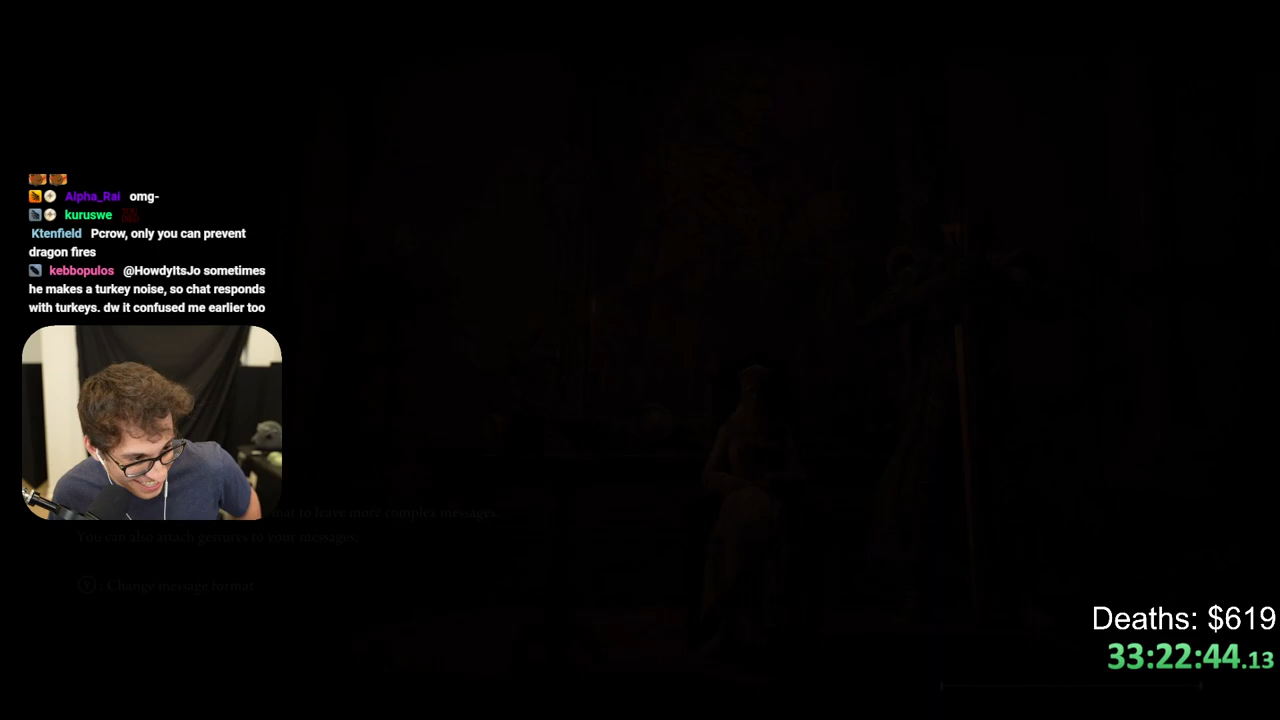 Alpha_Rai omg-
kuruswe
Ktenfield Pcrow, only you can prevent
dragon fires
kebbopulos @HowdyItsJo sometimes
he makes a turkey noise, so chat responds
with turkeys. dw it confused me earlier too
to leave more complex messages.
You can also attach gestures to your messages.
Y : Change message format
Deaths: $619
33:22:44.13